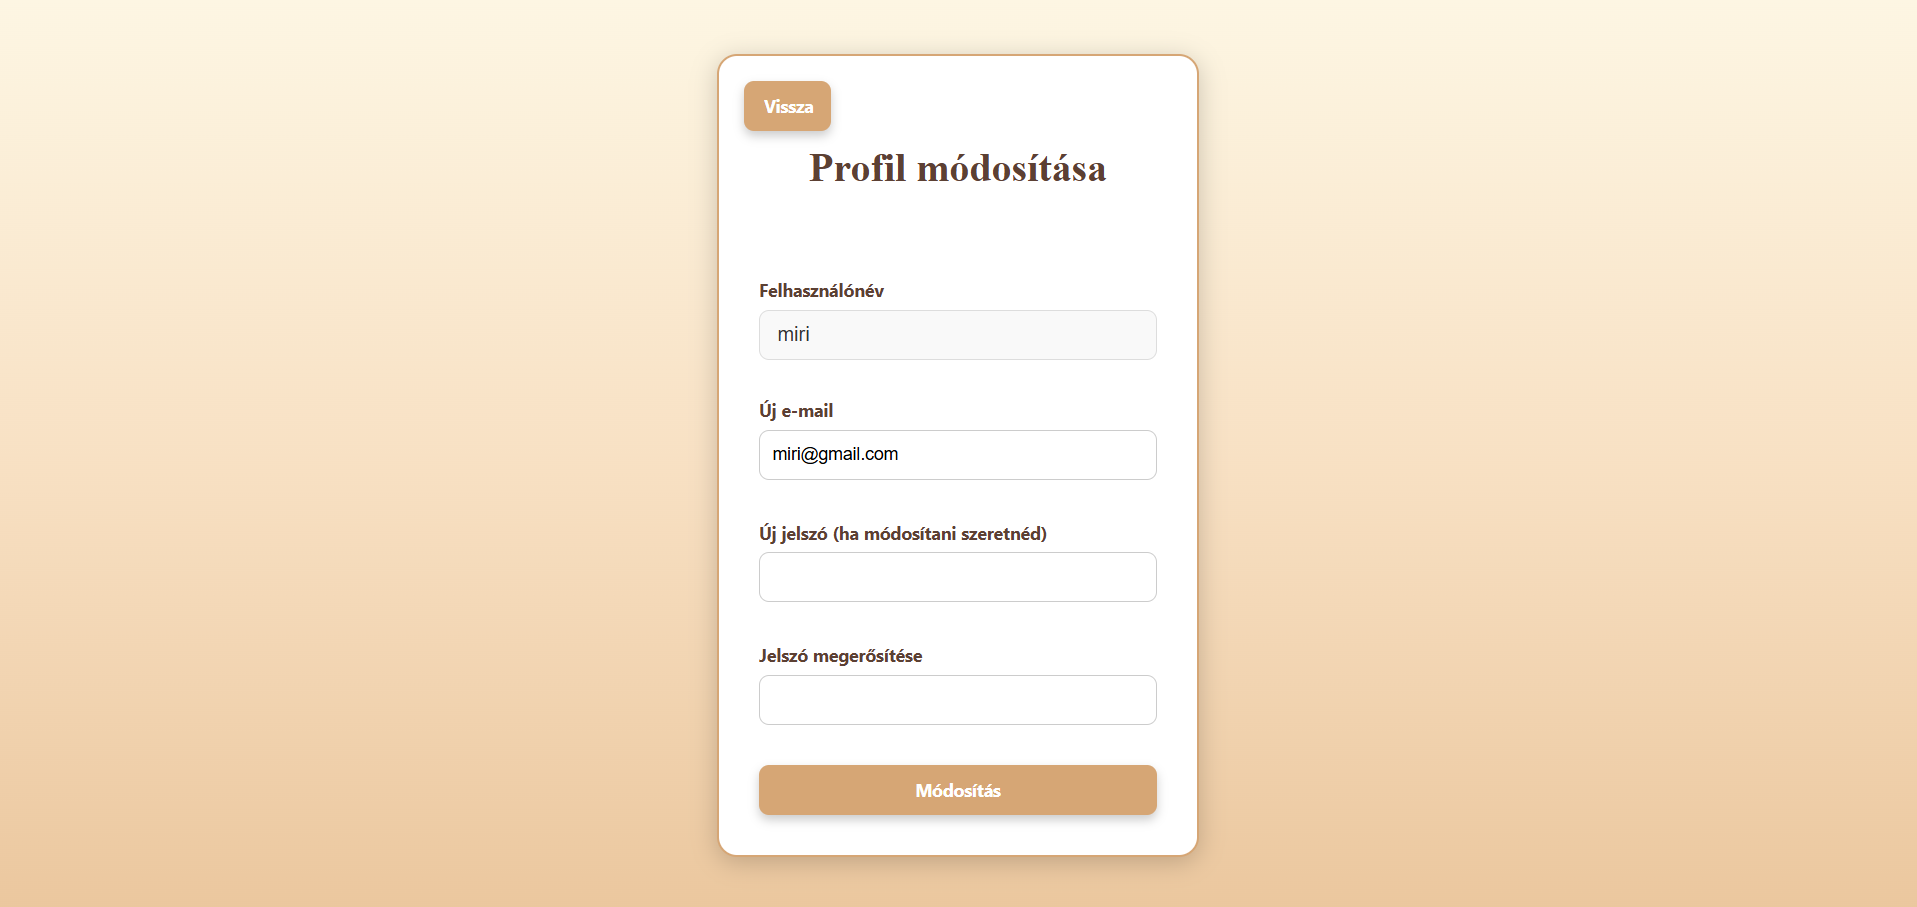 Vissza
Profil módosítása
Felhasználónév
miri
Új e-mail
miri@gmail.com
Új jelszó (ha módosítani szeretnéd)
Jelszó megerősítése
Módosítás